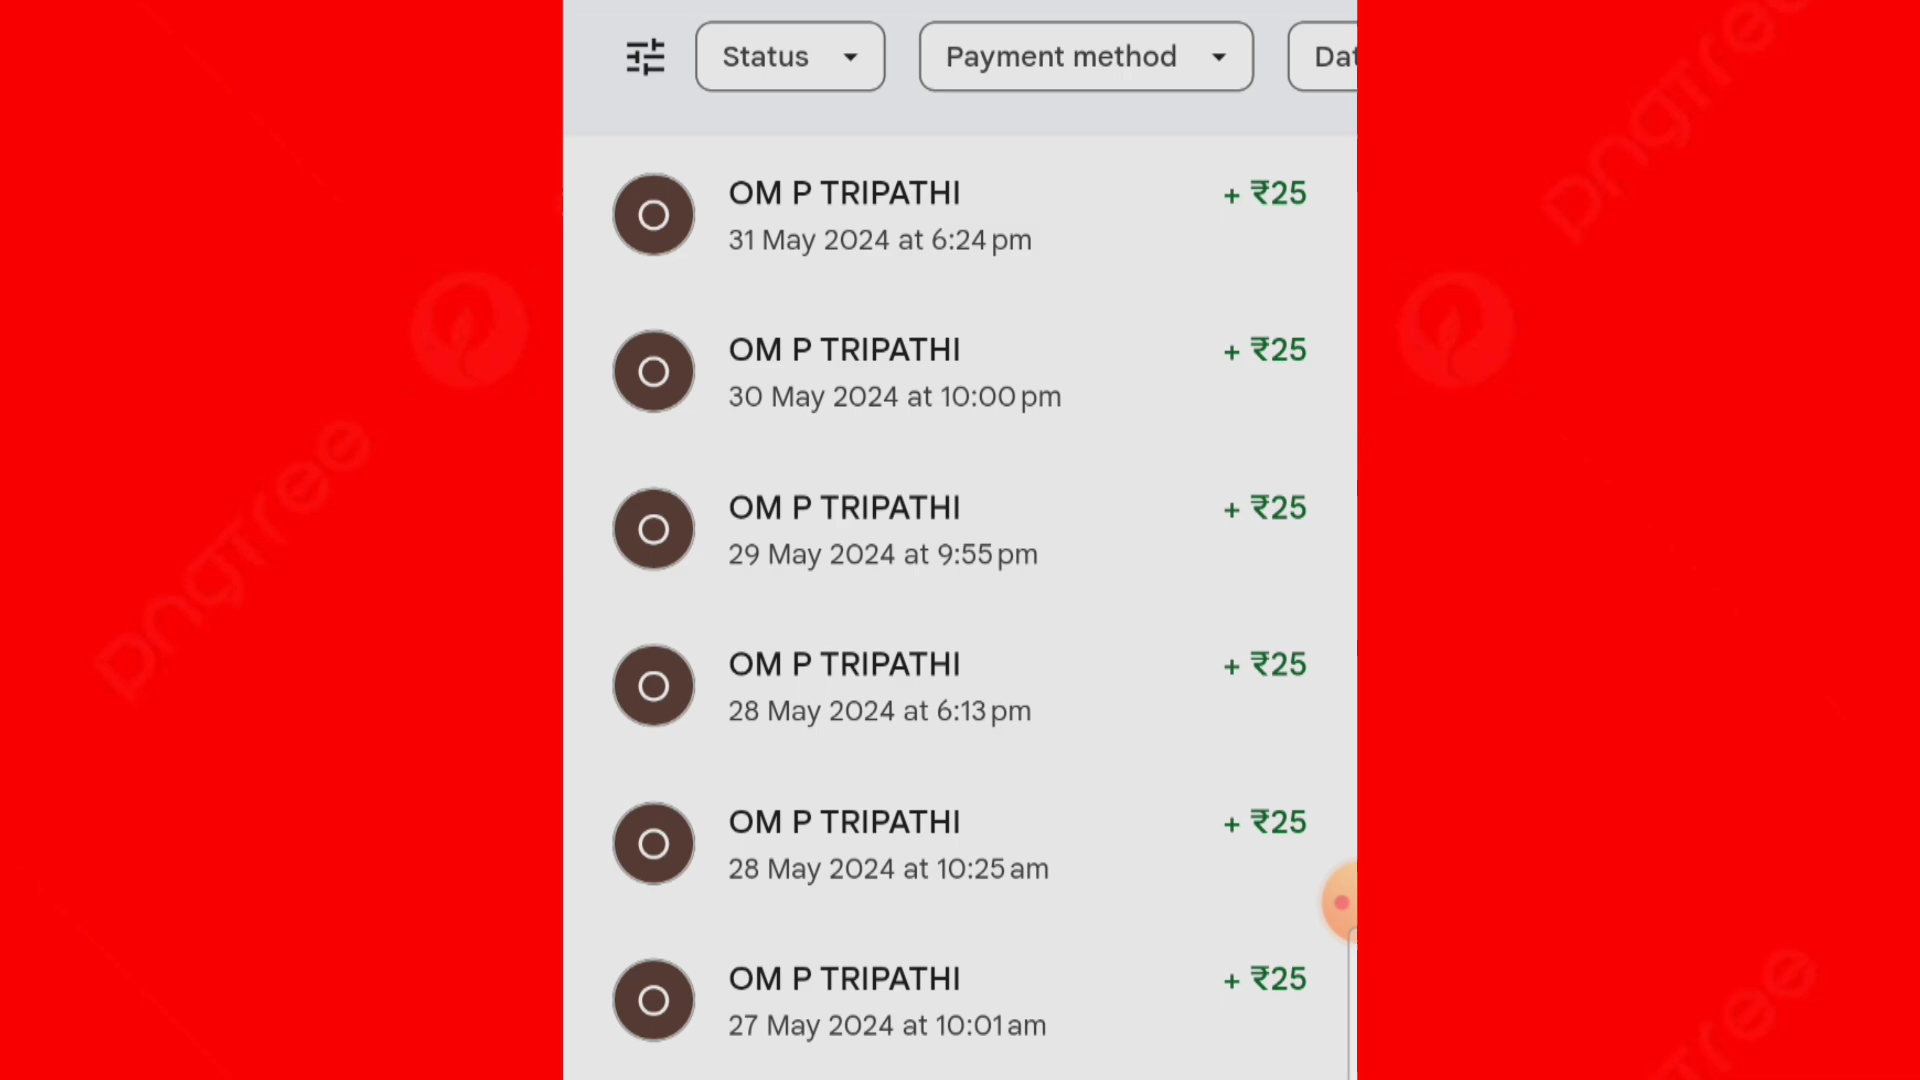 Status
Payment method
Dat
OM P TRIPATHI
+ ₹25
31 May 2024 at 6:24 pm
OM P TRIPATHI
+ ₹25
30 May 2024 at 10:00 pm
OM P TRIPATHI
+ ₹25
29 May 2024 at 9:55 pm
OM P TRIPATHI
+ ₹25
28 May 2024 at 6:13 pm
OM P TRIPATHI
+ ₹25
28 May 2024 at 10:25 am
OM P TRIPATHI
+ ₹25
27 May 2024 at 10:01 am
pngtree
pngtree